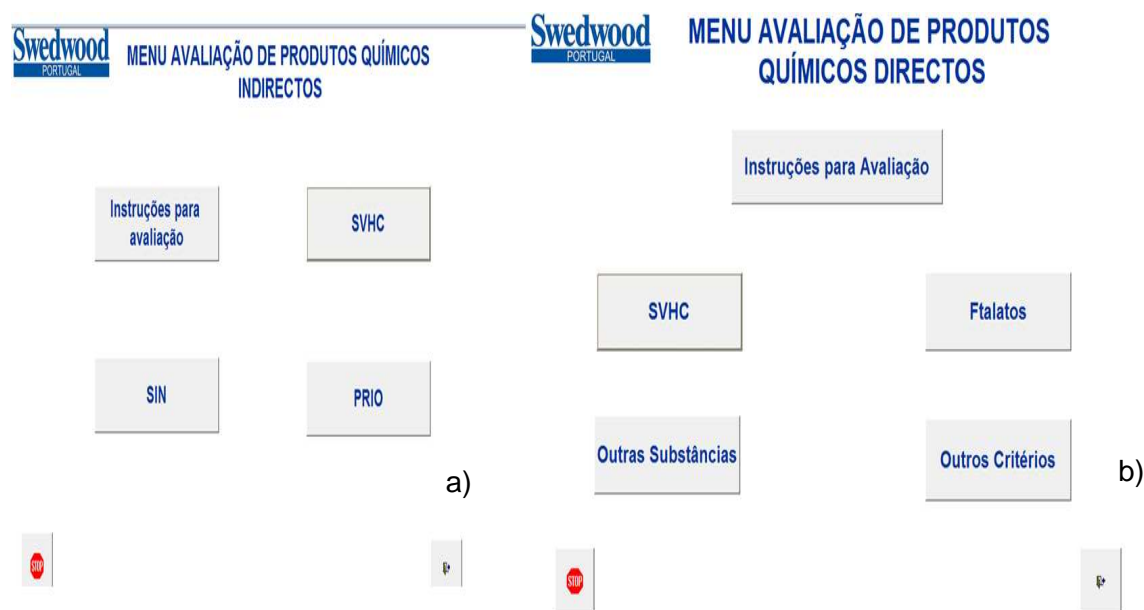 Swedwood
PORTUGAL
MENU AVALIAÇÃO DE PRODUTOS QUÍMICOS
INDIRECTOS
Instruções para
avaliação
SVHC
SIN
PRIO
a)
STOP
Swedwood
PORTUGAL
MENU AVALIAÇÃO DE PRODUTOS
QUÍMICOS DIRECTOS
Instruções para Avaliação
SVHC
Ftalatos
Outras Substâncias
Outros Critérios
b)
STOP